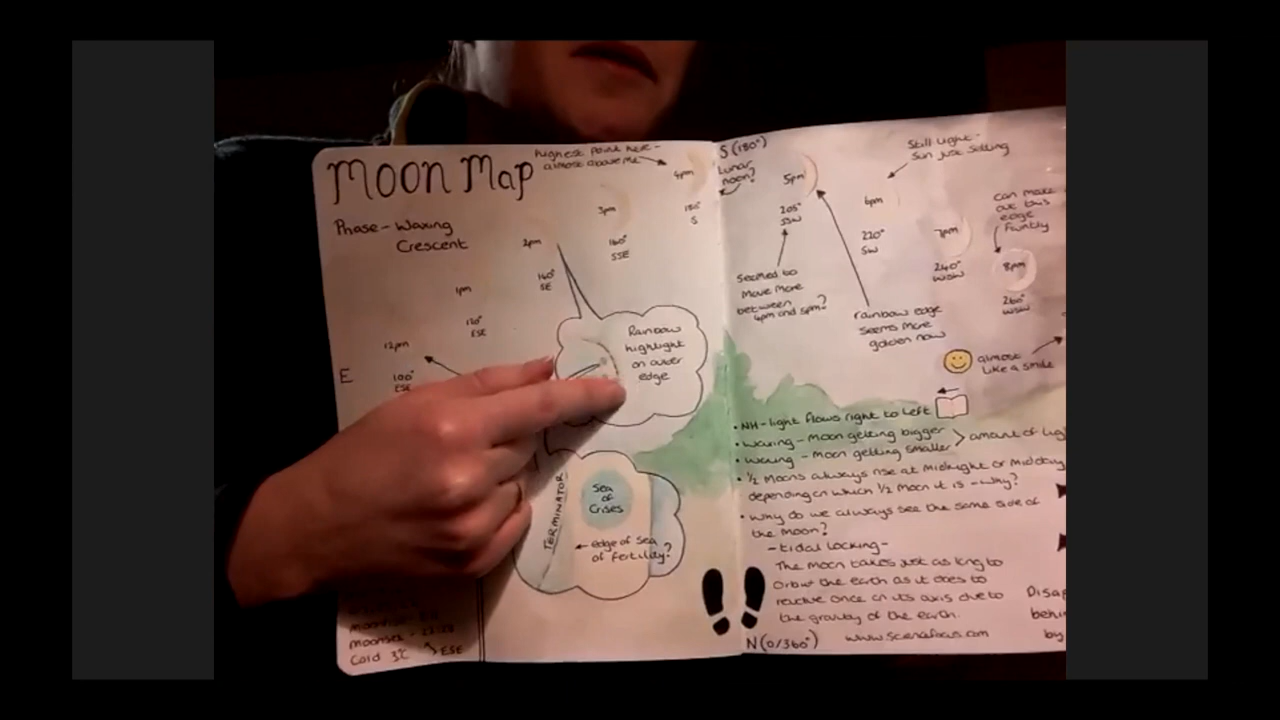 Moon Map
highest point here -
almost above me
4pm
180°
S
Phase - Waxing
Crescent
3pm
160°
SSE
2pm
140°
SE
1pm
120°
ESE
12pm
100°
ESE
E
Rainbow
highlight
on outer
edge
TERMINATOR
Sea
of
Crises
edge of Sea
of fertility?
moonset -
Cold 3°C
ESE
S (180°)
Lunar
noon?
5pm
205°
SSW
Seemed to
move more
between
4pm and 5pm?
Still light -
Sun just setting
6pm
220°
SW
rainbow edge
seems more
golden now
7pm
240°
WSW
can make
out this
edge
faintly
8pm
260°
WSW
almost
like a smile
• NH - light flows right to left
• Waxing - Moon getting bigger
• Waning - Moon getting smaller
amount of
• 1/2 Moons always rise at Midnight or Midday
depending on which 1/2 Moon it is - why?
• Why do we always see the same side of
the Moon?
- tidal locking -
The Moon takes just as long to
Orbit the earth as it does to
revolve once on its axis due to
the gravity of the earth.
N (0/360°)
by